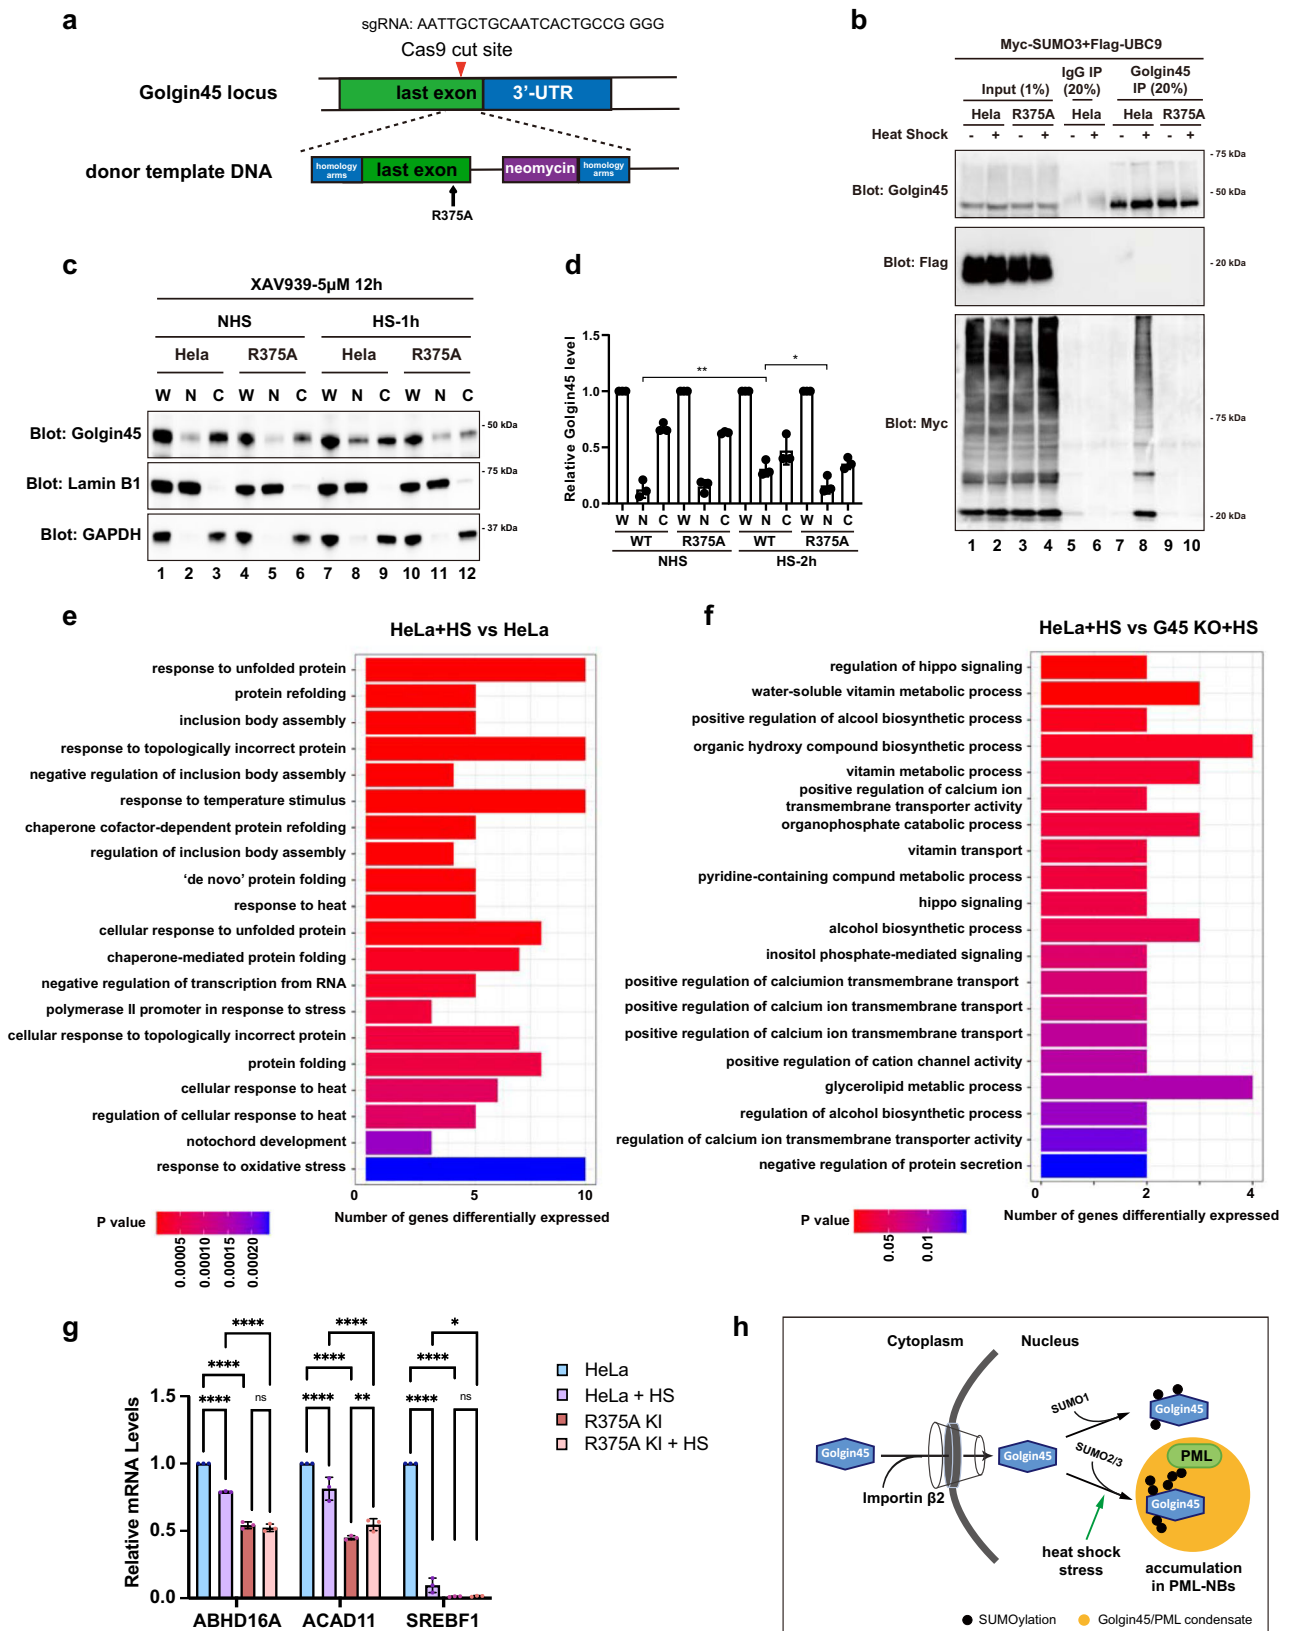 a
sgRNA: AATTGCTGCAATCACTGCCG GGG
Cas9 cut site
Golgin45 locus
last exon
3’-UTR
donor template DNA
homology arms
last exon
neomycin
homology arms
R375A
b
Myc-SUMO3+Flag-UBC9
Input (1%)
IgG IP (20%)
Golgin45 IP (20%)
Hela R375A Hela Hela R375A
Heat Shock - + - + - + - + - +
Blot: Golgin45
- 75 kDa
- 50 kDa
Blot: Flag
- 20 kDa
Blot: Myc
- 75 kDa
- 20 kDa
1 2 3 4 5 6 7 8 9 10
c
XAV939-5µM 12h
NHS HS-1h
Hela R375A Hela R375A
W N C W N C W N C W N C
Blot: Golgin45
- 50 kDa
Blot: Lamin B1
- 75 kDa
Blot: GAPDH
- 37 kDa
1 2 3 4 5 6 7 8 9 10 11 12
d
Relative Golgin45 level
1.5
1.0
0.5
0.0
**
*
W N C W N C W N C W N C
WT R375A WT R375A
NHS HS-2h
e
HeLa+HS vs HeLa
response to unfolded protein
protein refolding
inclusion body assembly
response to topologically incorrect protein
negative regulation of inclusion body assembly
response to temperature stimulus
chaperone cofactor-dependent protein refolding
regulation of inclusion body assembly
‘de novo’ protein folding
response to heat
cellular response to unfolded protein
chaperone-mediated protein folding
negative regulation of transcription from RNA
polymerase II promoter in response to stress
cellular response to topologically incorrect protein
protein folding
cellular response to heat
regulation of cellular response to heat
notochord development
response to oxidative stress
0 5 10
Number of genes differentially expressed
P value
0.00005
0.00010
0.00015
0.00020
f
HeLa+HS vs G45 KO+HS
regulation of hippo signaling
water-soluble vitamin metabolic process
positive regulation of alcool biosynthetic process
organic hydroxy compound biosynthetic process
vitamin metabolic process
positive regulation of calcium ion
transmembrane transporter activity
organophosphate catabolic process
vitamin transport
pyridine-containing compund metabolic process
hippo signaling
alcohol biosynthetic process
inositol phosphate-mediated signaling
positive regulation of calciumion transmembrane transport
positive regulation of calcium ion transmembrane transport
positive regulation of calcium ion transmembrane transport
positive regulation of cation channel activity
glycerolipid metablic process
regulation of alcohol biosynthetic process
regulation of calcium ion transmembrane transporter activity
negative regulation of protein secretion
0 2 4
Number of genes differentially expressed
P value
0.05
0.01
g
Relative mRNA Levels
1.5
1.0
0.5
0.0
**** **** *
**** **** ****
**** ns **** ** **** ns
ABHD16A ACAD11 SREBF1
HeLa
HeLa + HS
R375A KI
R375A KI + HS
h
Cytoplasm Nucleus
Golgin45
Importin β2
Golgin45
SUMO1
Golgin45
SUMO2/3
PML
Golgin45
heat shock
stress
accumulation
in PML-NBs
SUMOylation
Golgin45/PML condensate